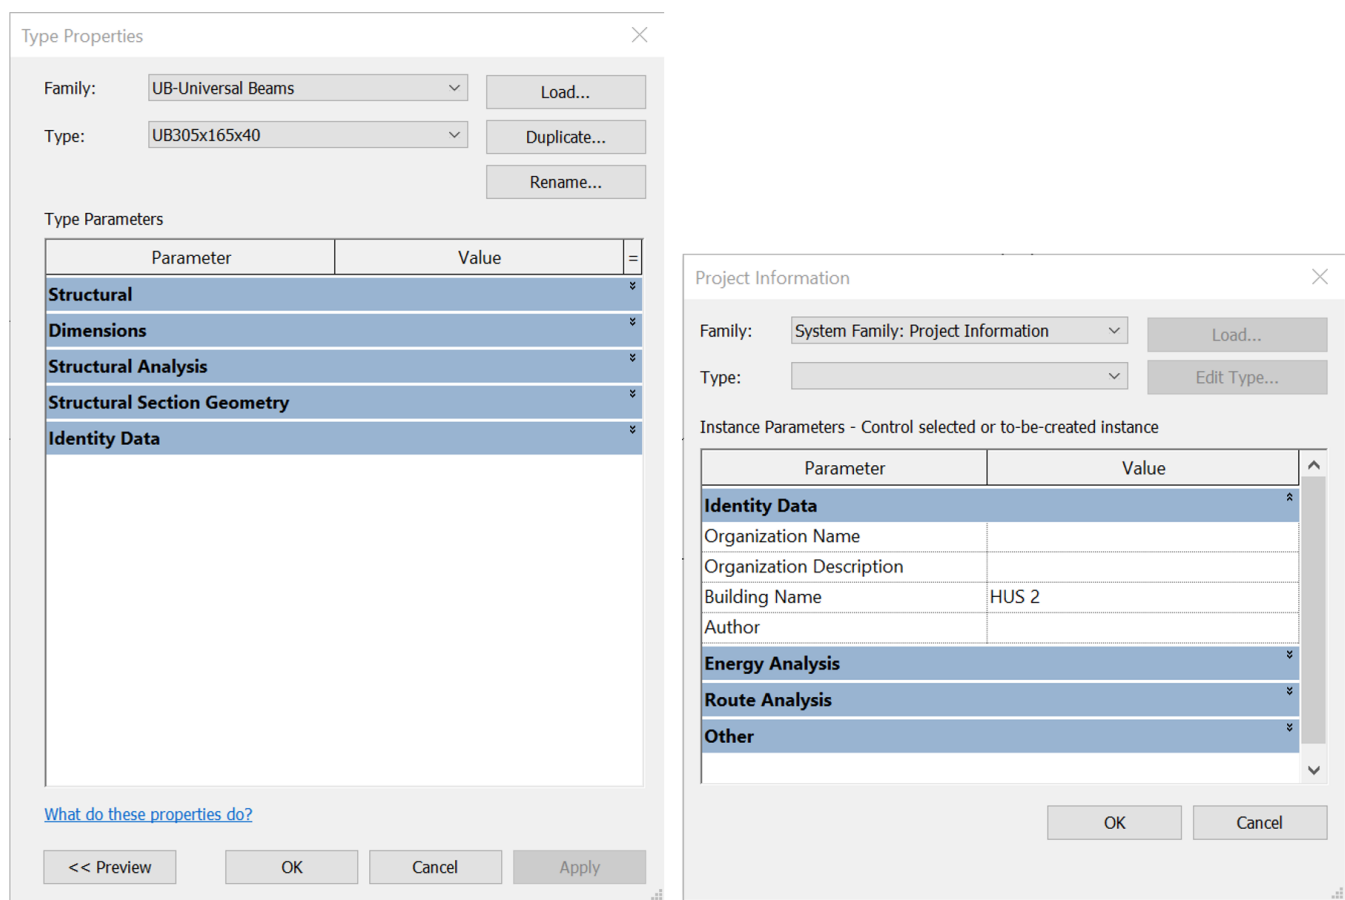 Type Properties
Family: UB-Universal Beams Load...
Type: UB305x165x40 Duplicate...
Rename...
Type Parameters
Parameter Value =
Structural
Dimensions
Structural Analysis
Structural Section Geometry
Identity Data
What do these properties do?
<< Preview OK Cancel Apply
Project Information
Family: System Family: Project Information Load...
Type: Edit Type...
Instance Parameters - Control selected or to-be-created instance
Parameter Value
Identity Data
Organization Name
Organization Description
Building Name HUS 2
Author
Energy Analysis
Route Analysis
Other
OK Cancel